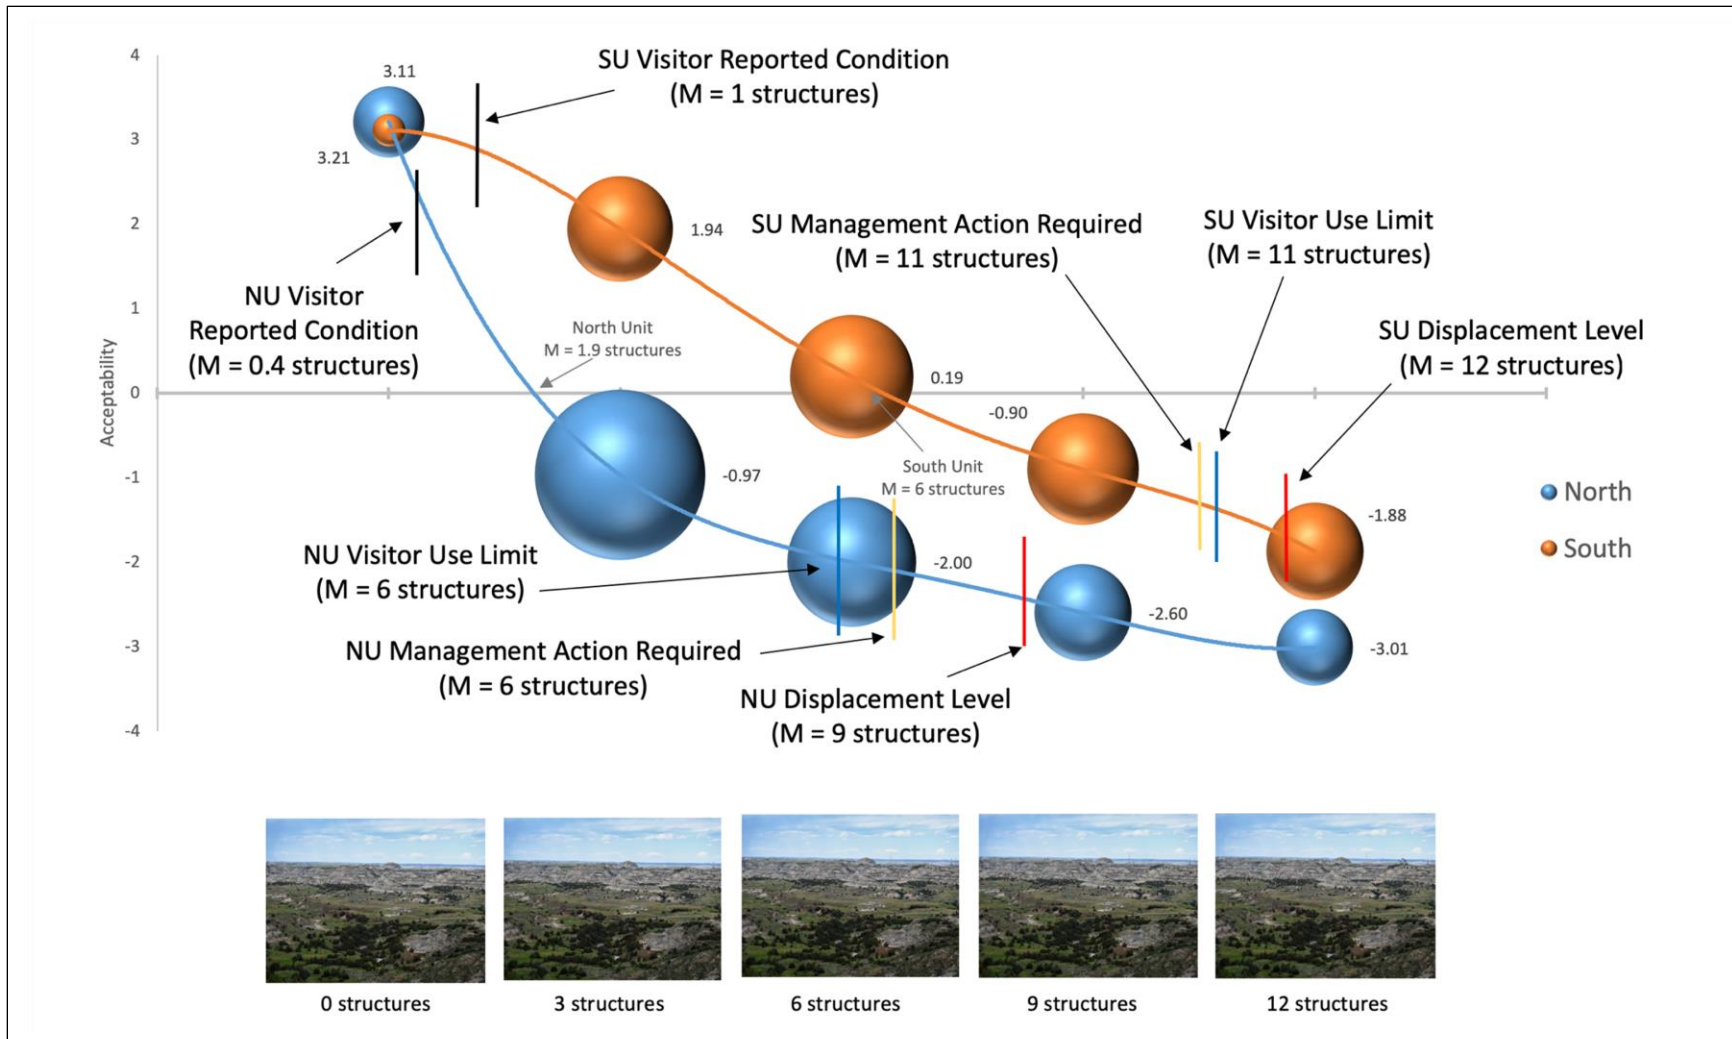 4
3
2
1
0
-1
-2
-3
-4
Acceptability
3.11
3.21
SU Visitor Reported Condition
(M = 1 structures)
1.94
SU Management Action Required
(M = 11 structures)
SU Visitor Use Limit
(M = 11 structures)
NU Visitor
Reported Condition
(M = 0.4 structures)
North Unit
M = 1.9 structures
SU Displacement Level
(M = 12 structures)
0.19
-0.90
South Unit
M = 6 structures
-0.97
North
South
-1.88
NU Visitor Use Limit
(M = 6 structures)
-2.00
-2.60
-3.01
NU Management Action Required
(M = 6 structures)
NU Displacement Level
(M = 9 structures)
0 structures
3 structures
6 structures
9 structures
12 structures